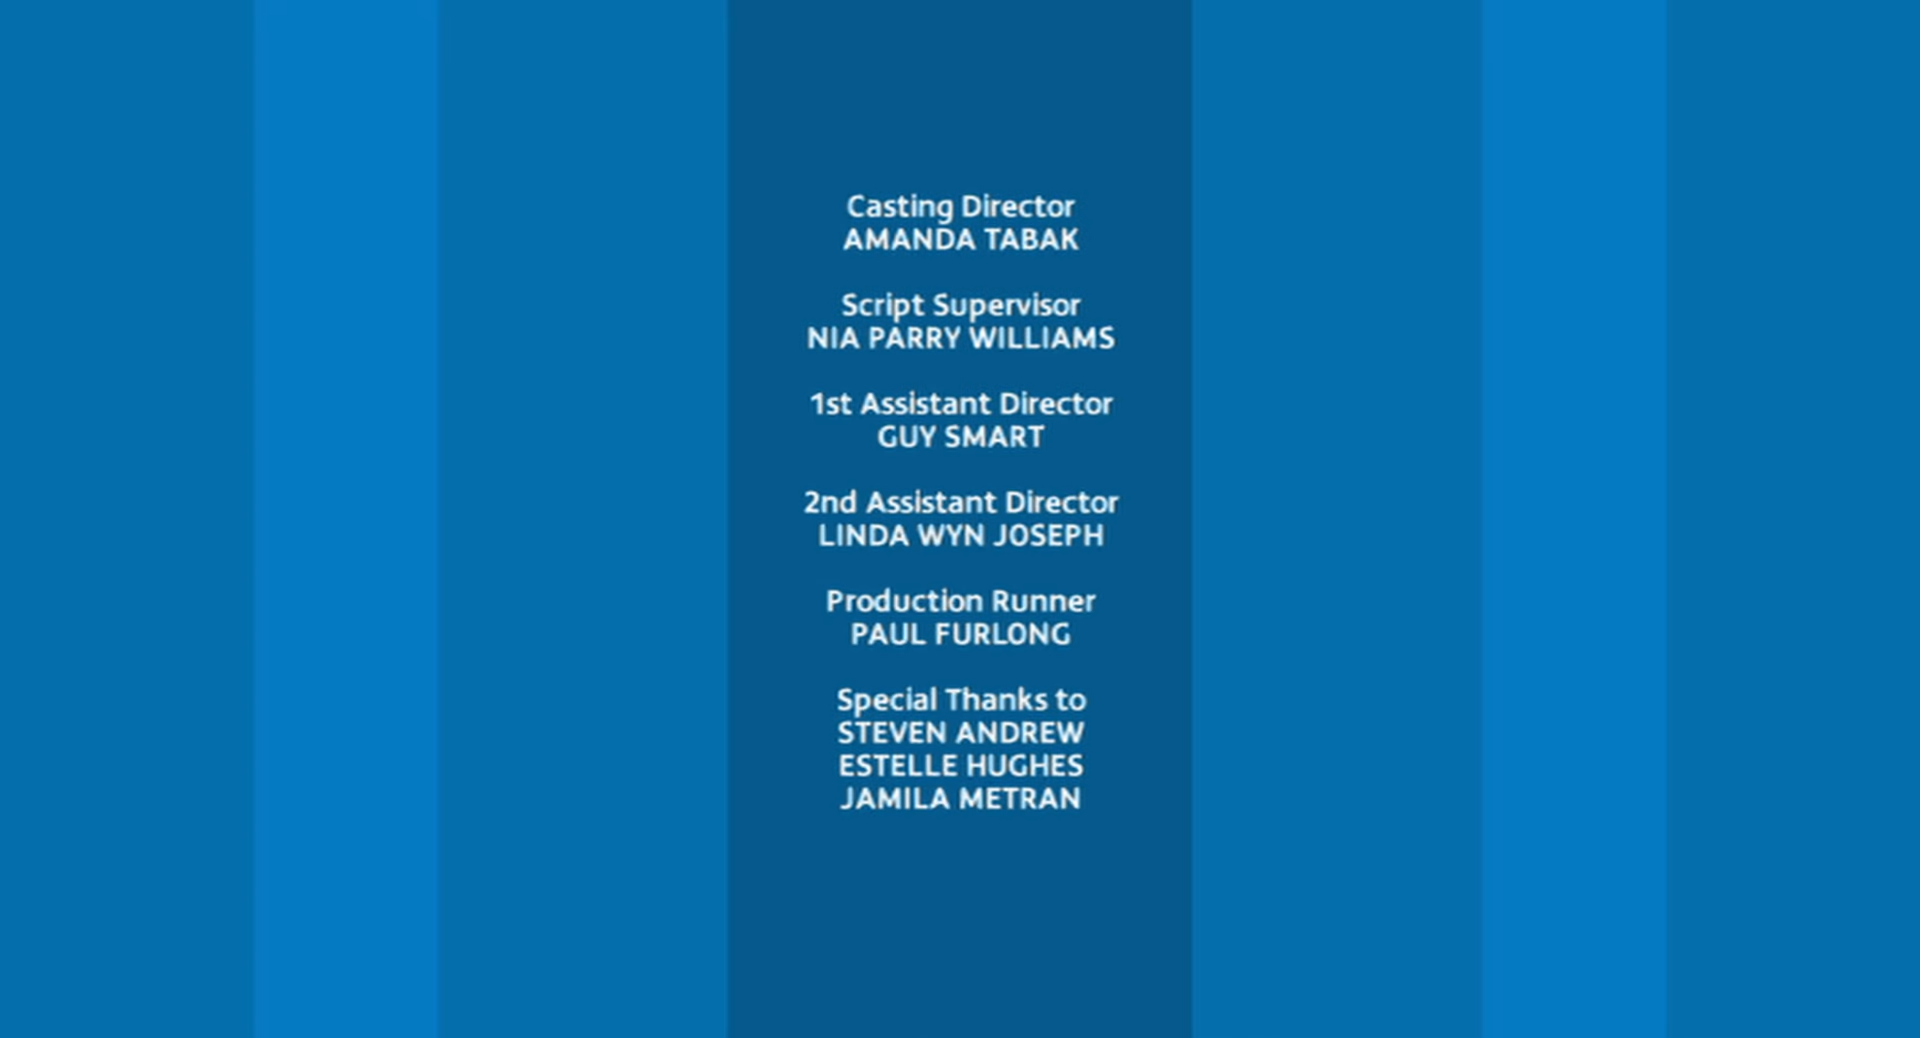 Casting Director
AMANDA TABAK
Script Supervisor
NIA PARRY WILLIAMS
1st Assistant Director
GUY SMART
2nd Assistant Director
LINDA WYN JOSEPH
Production Runner
PAUL FURLONG
Special Thanks to
STEVEN ANDREW
ESTELLE HUGHES
JAMILA METRAN